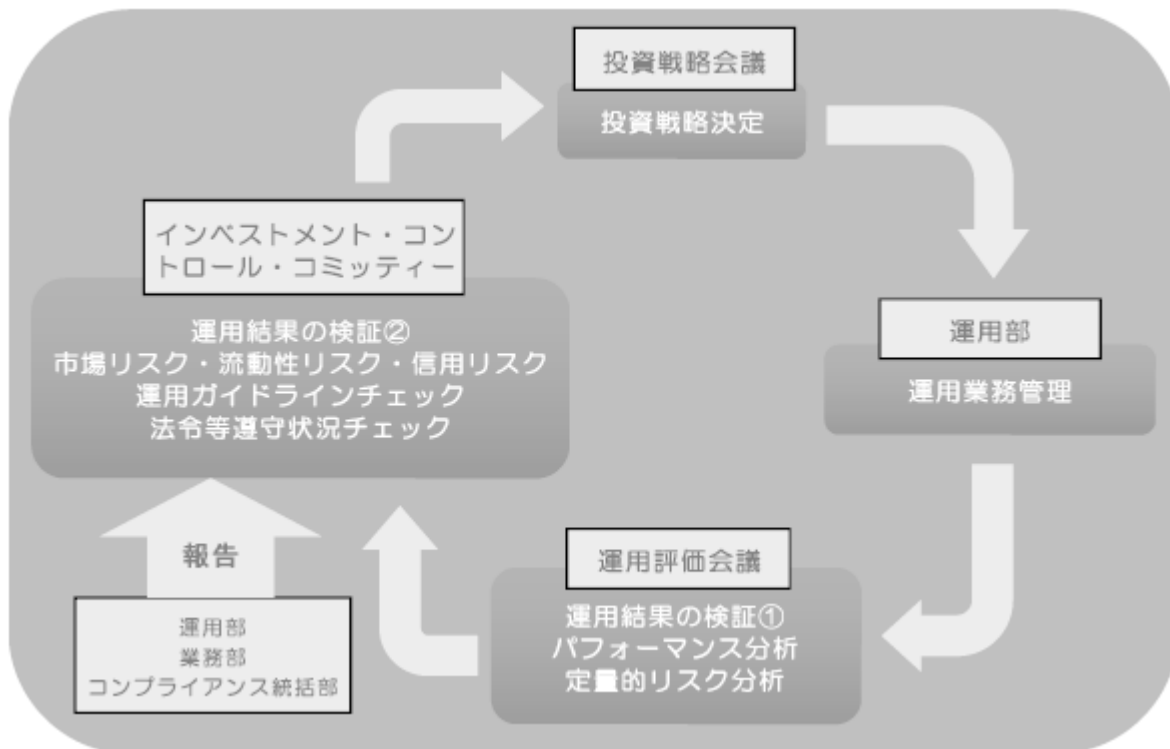 投資戦略会議
投資戦略決定
運用部
運用業務管理
運用評価会議
運用結果の検証①
パフォーマンス分析
定量的リスク分析
インベストメント・コン
トロール・コミッティー
運用結果の検証②
市場リスク・流動性リスク・信用リスク
運用ガイドラインチェック
法令等遵守状況チェック
報告
運用部
業務部
コンプライアンス統括部